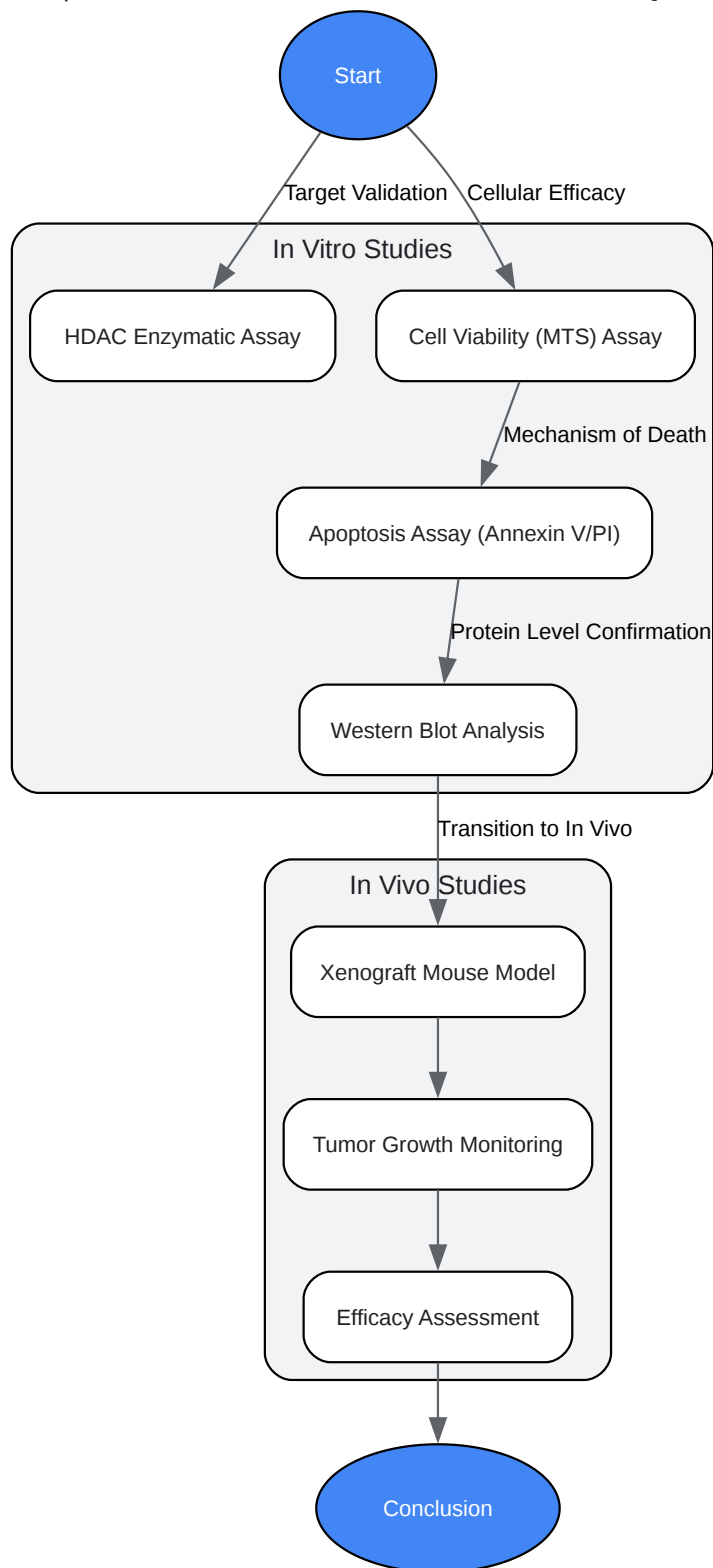 Start
Target Validation
Cellular Efficacy
In Vitro Studies
HDAC Enzymatic Assay
Cell Viability (MTS) Assay
Mechanism of Death
Apoptosis Assay (Annexin V/PI)
Protein Level Confirmation
Western Blot Analysis
Transition to In Vivo
In Vivo Studies
Xenograft Mouse Model
Tumor Growth Monitoring
Efficacy Assessment
Conclusion